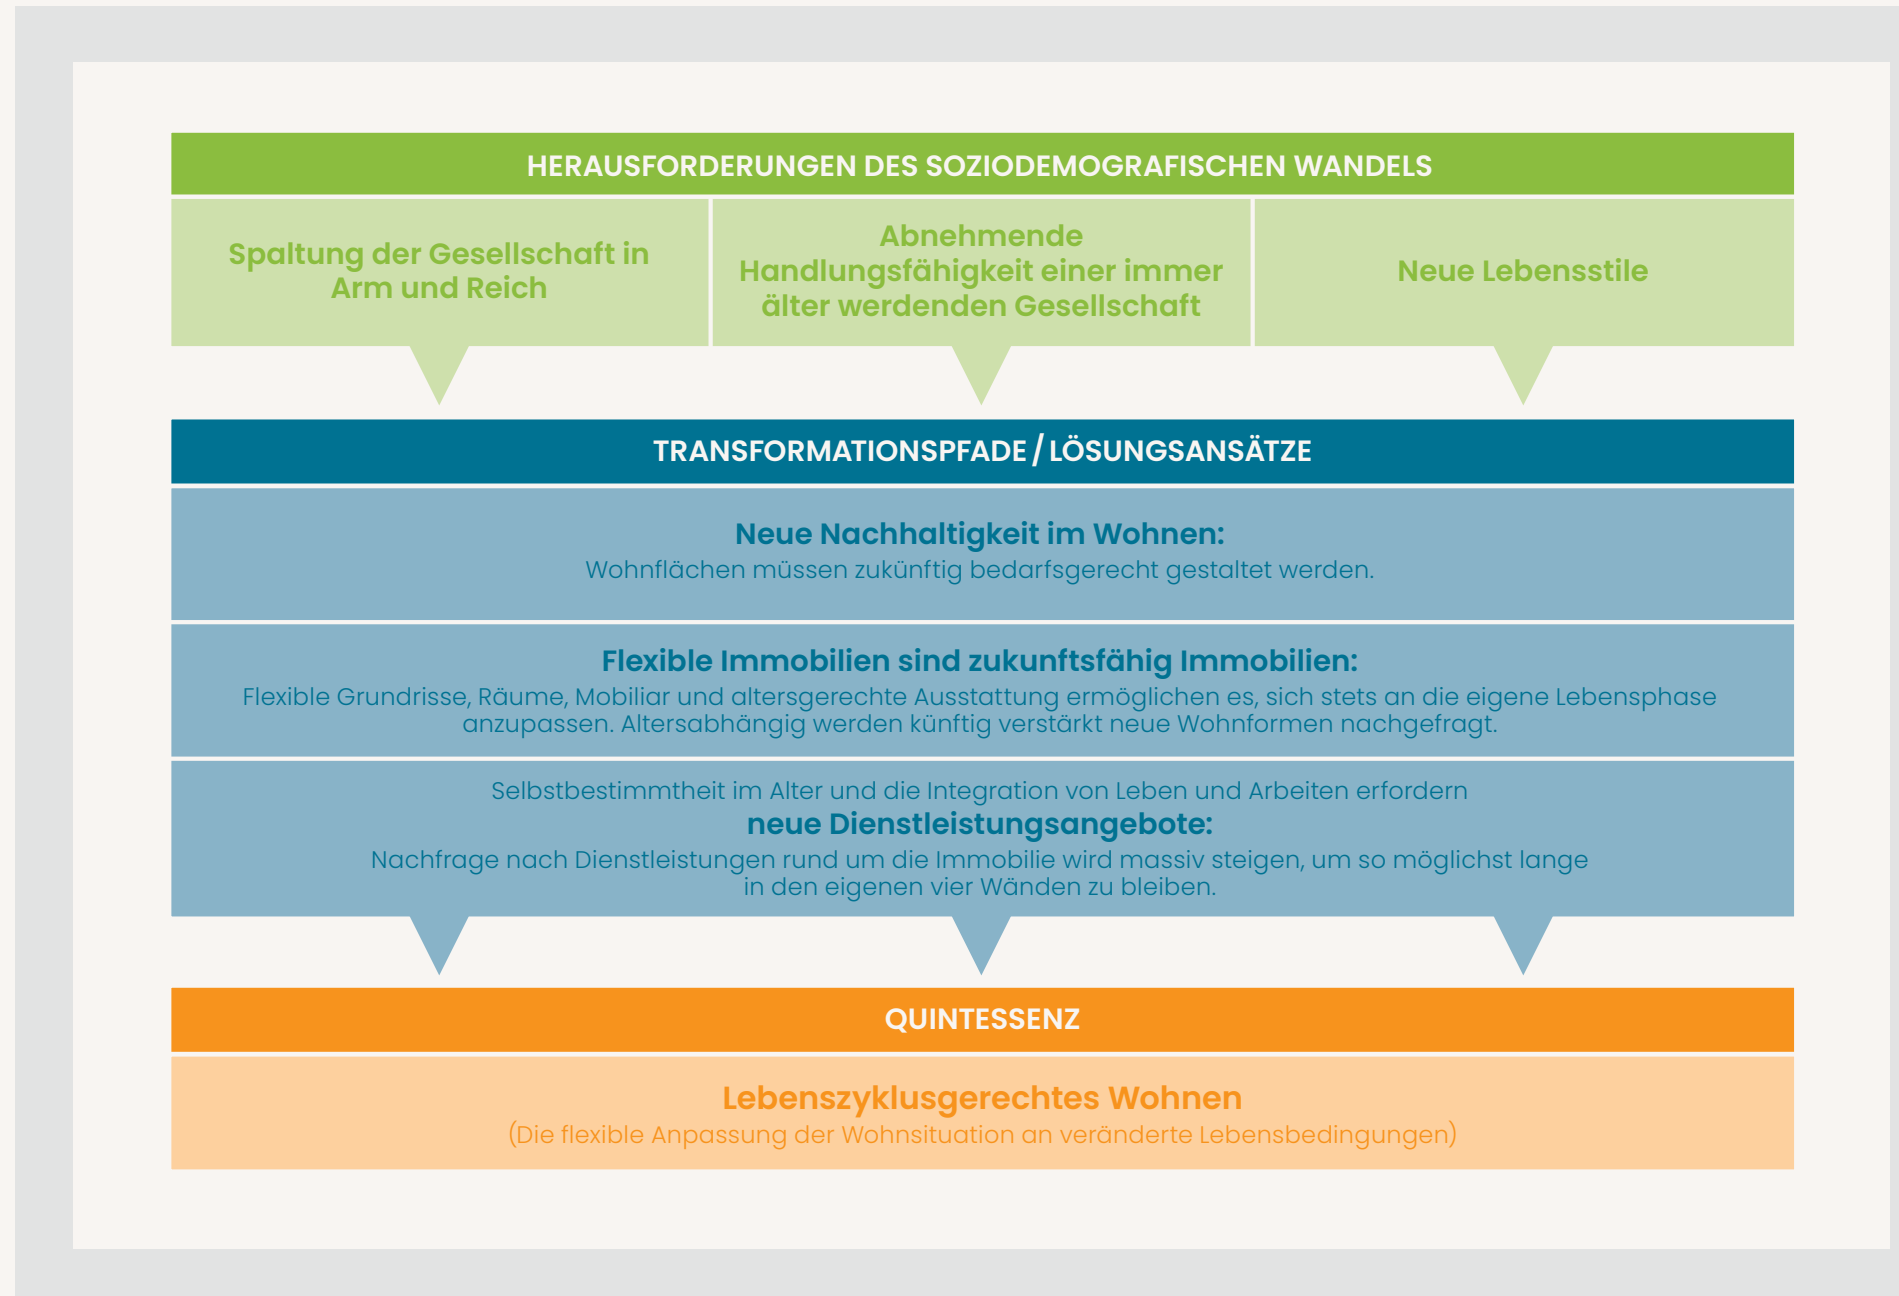 HERAUSFORDERUNGEN DES SOZIODEMOGRAFISCHEN WANDELS
Spaltung der Gesellschaft in
Arm und Reich
Abnehmende
Handlungsfähigkeit einer immer
älter werdenden Gesellschaft
Neue Lebensstile
TRANSFORMATIONSPFADE / LÖSUNGSANSÄTZE
Neue Nachhaltigkeit im Wohnen:
Wohnflächen müssen zukünftig bedarfsgerecht gestaltet werden.
Flexible Immobilien sind zukunftsfähig Immobilien:
Flexible Grundrisse, Räume, Mobiliar und altersgerechte Ausstattung ermöglichen es, sich stets an die eigene Lebensphase
anzupassen. Altersabhängig werden künftig verstärkt neue Wohnformen nachgefragt.
Selbstbestimmtheit im Alter und die Integration von Leben und Arbeiten erfordern
neue Dienstleistungsangebote:
Nachfrage nach Dienstleistungen rund um die Immobilie wird massiv steigen, um so möglichst lange
in den eigenen vier Wänden zu bleiben.
QUINTESSENZ
Lebenszyklusgerechtes Wohnen
(Die flexible Anpassung der Wohnsituation an veränderte Lebensbedingungen)